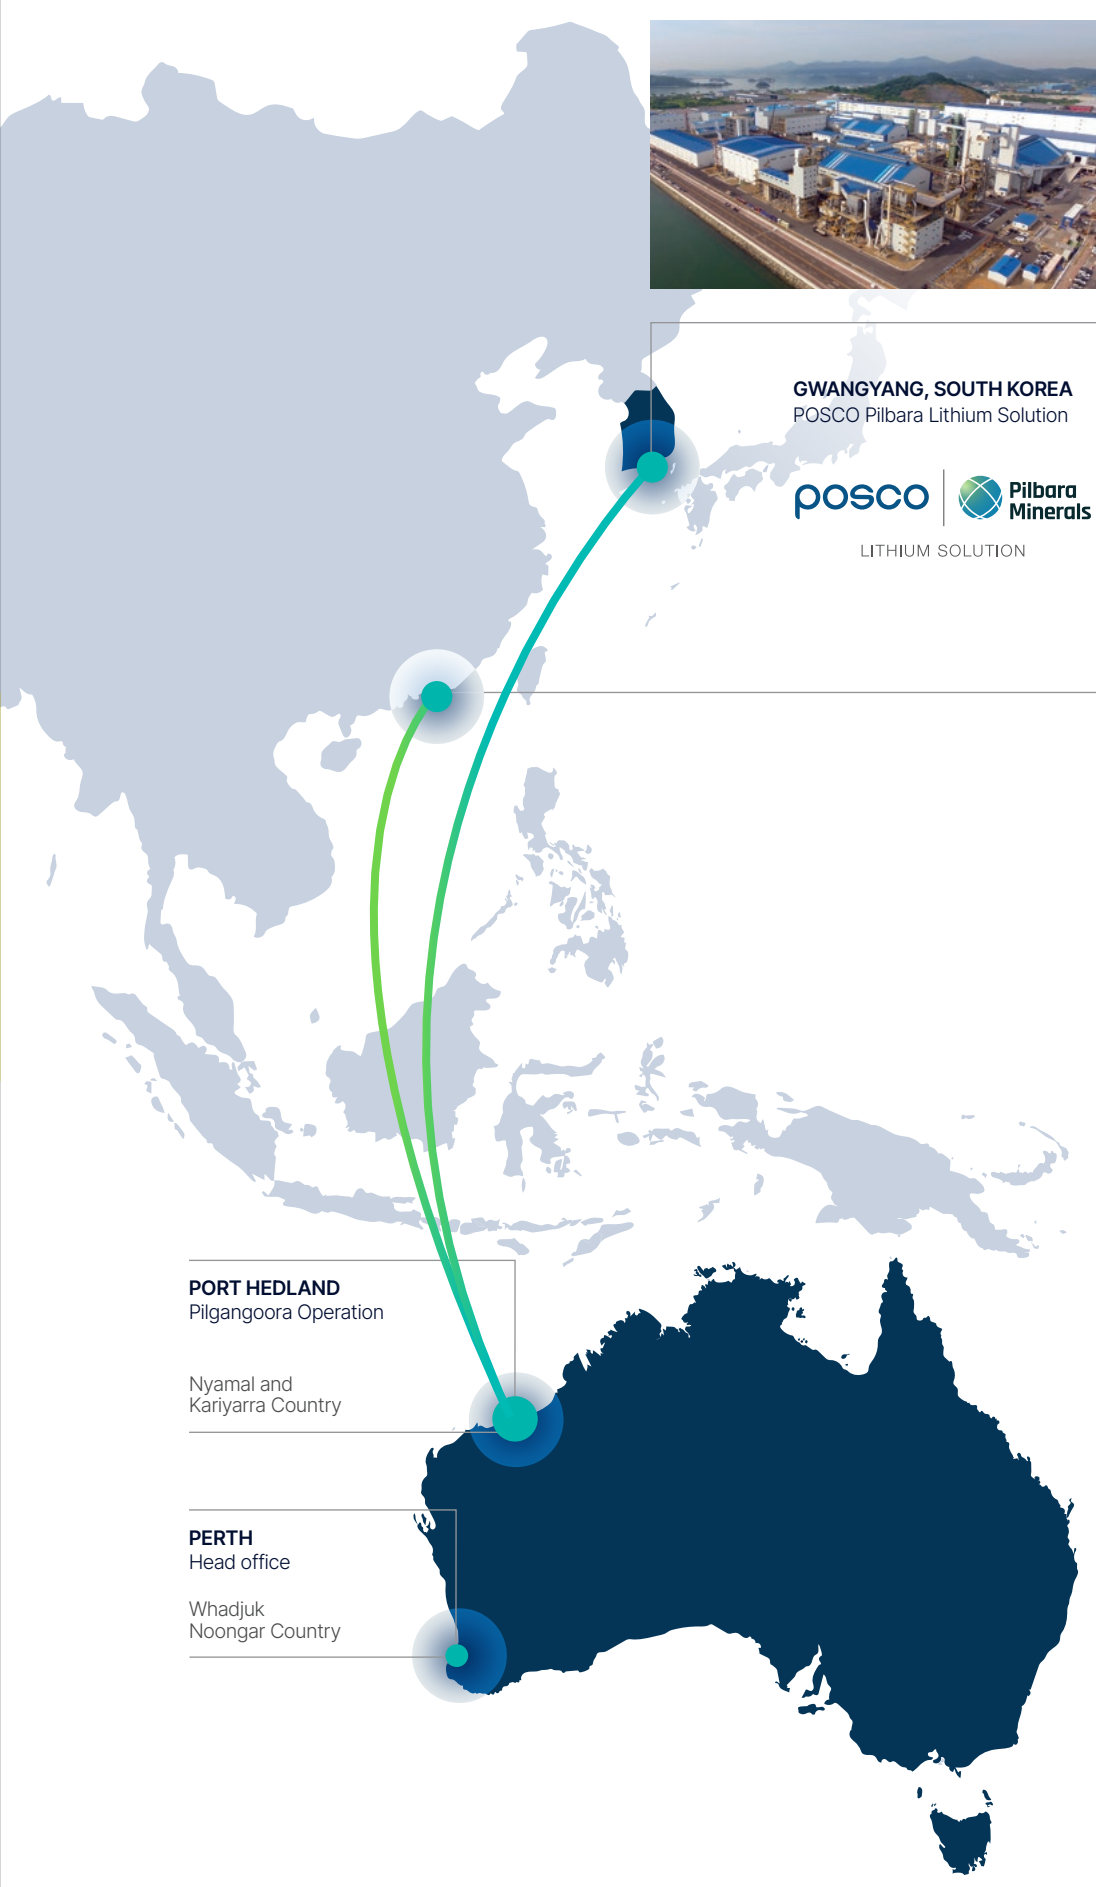 GWANGYANG, SOUTH KOREA
POSCO Pilbara Lithium Solution
posco
Pilbara
Minerals
LITHIUM SOLUTION
PORT HEDLAND
Pilgangoora Operation
Nyamal and
Kariyarra Country
PERTH
Head office
Whadjuk
Noongar Country